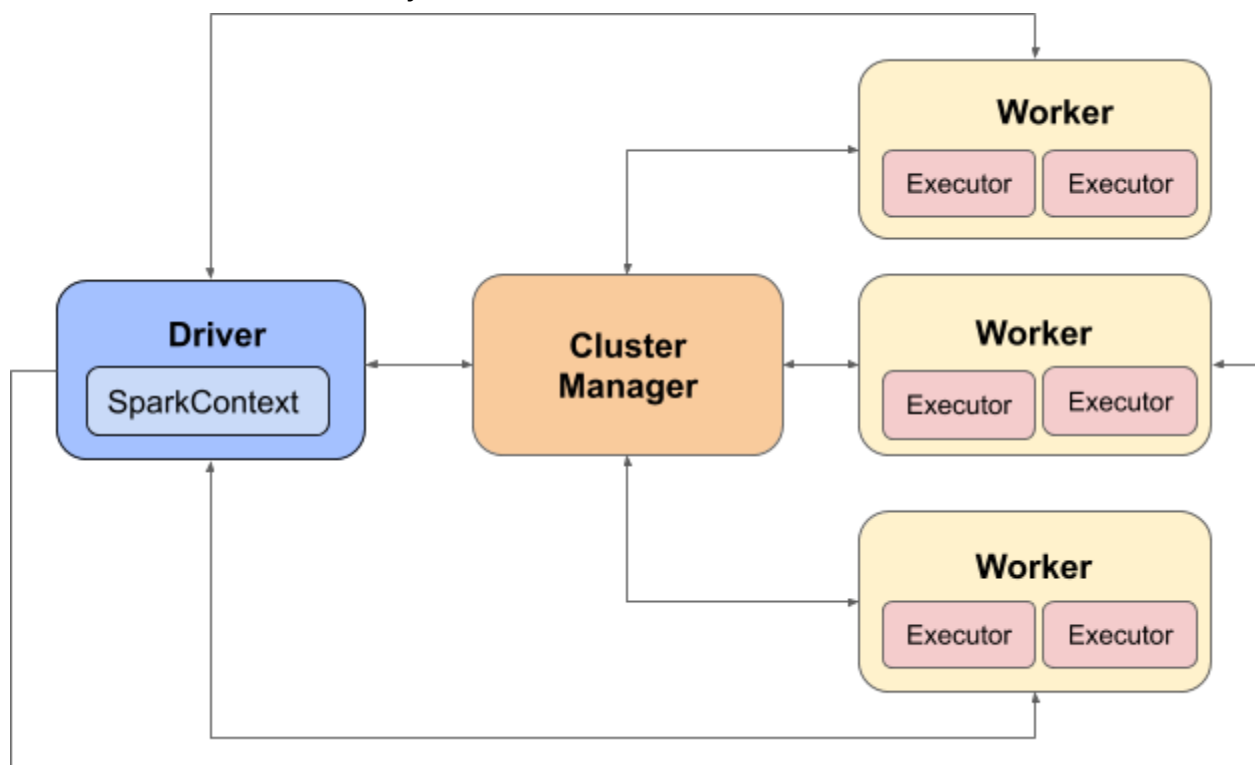 Worker
Executor Executor
Driver
SparkContext
Cluster
Manager
Worker
Executor Executor
Worker
Executor Executor